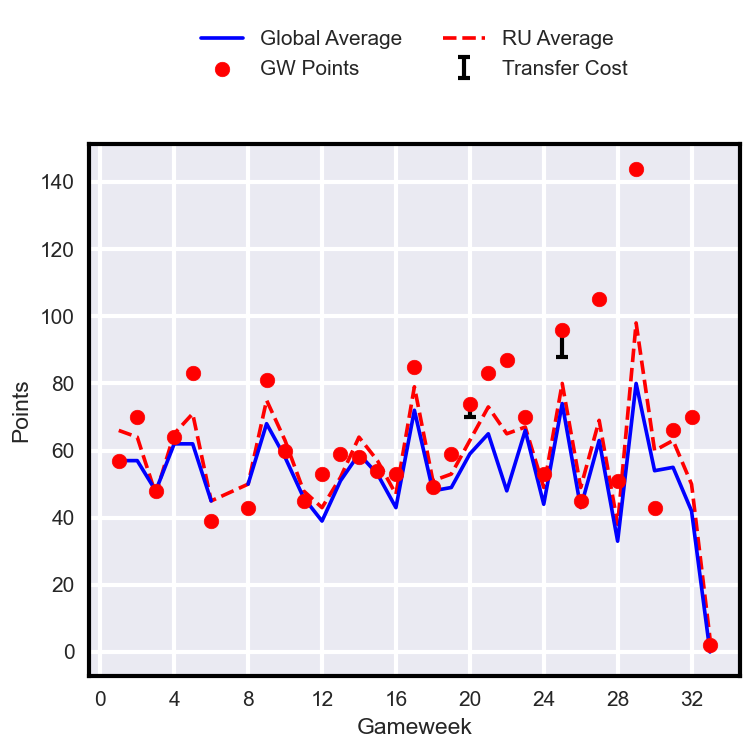 Global Average
RU Average
GW Points
Transfer Cost
140
120
100
80
60
40
20
0
Points
0 4 8 12 16 20 24 28 32
Gameweek